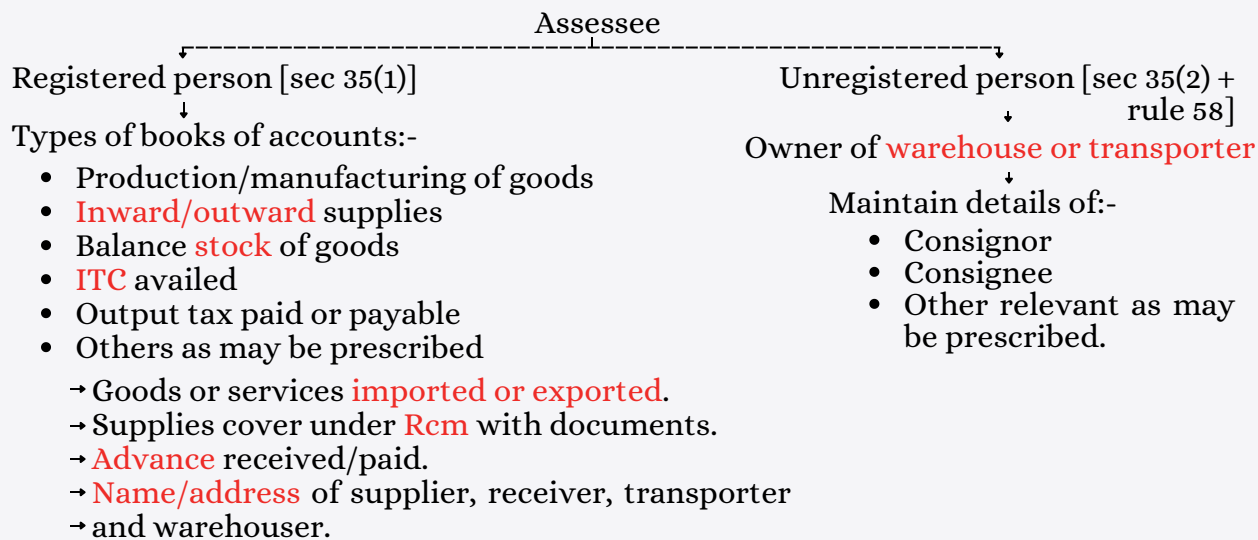 Assessee
Registered person [sec 35(1)]
Types of books of accounts:-
• Production/manufacturing of goods
• Inward/outward supplies
• Balance stock of goods
• ITC availed
• Output tax paid or payable
• Others as may be prescribed
→ Goods or services imported or exported.
→ Supplies cover under Rcm with documents.
→ Advance received/paid.
→ Name/address of supplier, receiver, transporter
→ and warehouser.
Unregistered person [sec 35(2) +
rule 58]
Owner of warehouse or transporter
Maintain details of:-
• Consignor
• Consignee
• Other relevant as may
be prescribed.